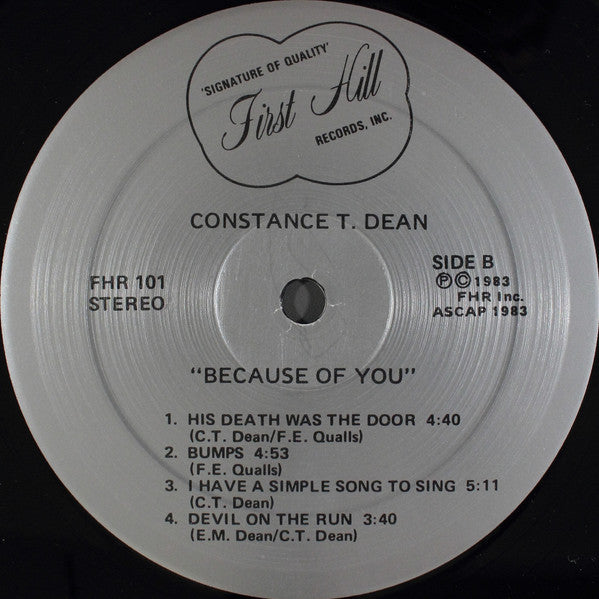 'SIGNATURE OF QUALITY'
First Hill
RECORDS, INC.
CONSTANCE T. DEAN
FHR 101
STEREO
SIDE B
℗ © 1983
FHR Inc.
ASCAP 1983
"BECAUSE OF YOU"
1. HIS DEATH WAS THE DOOR 4:40
(C.T. Dean/F.E. Qualls)
2. BUMPS 4:53
(F.E. Qualls)
3. I HAVE A SIMPLE SONG TO SING 5:11
(C.T. Dean)
4. DEVIL ON THE RUN 3:40
(E.M. Dean/C.T. Dean)